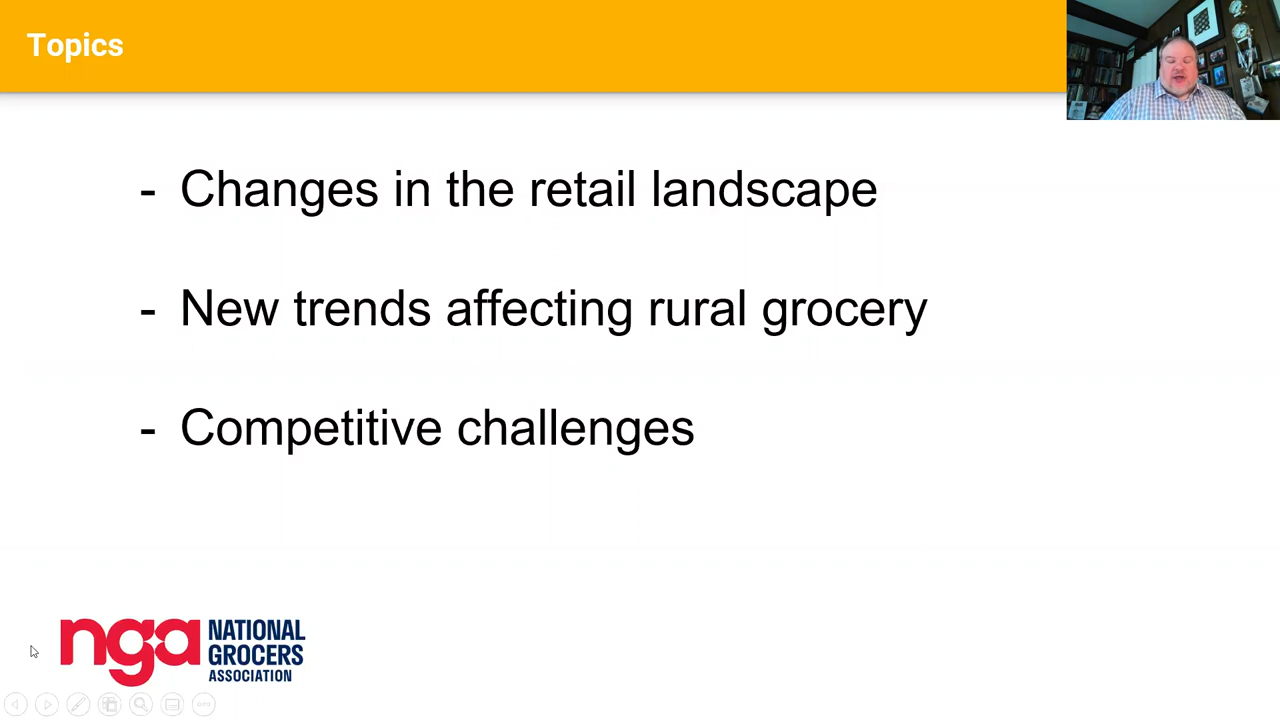 Topics
- Changes in the retail landscape
- New trends affecting rural grocery
- Competitive challenges
nga NATIONAL
GROCERS
ASSOCIATION